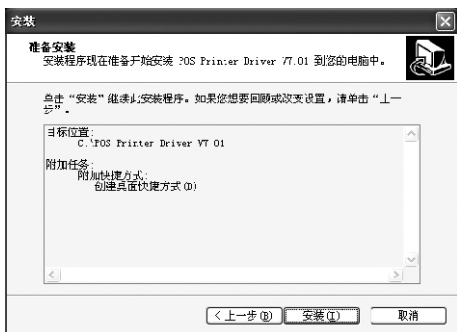 安装
准备安装
安装程序现在准备开始安装 POS Printer Driver V7.01 到您的电脑中。
单击“安装”继续此安装程序。如果您想要回顾或改变设置，请单击“上一
步”。
目标位置:
C:\POS Printer Driver V7 01
附加任务:
附加快捷方式:
创建桌面快捷方式(D)
< 上一步(B)
安装(I)
取消